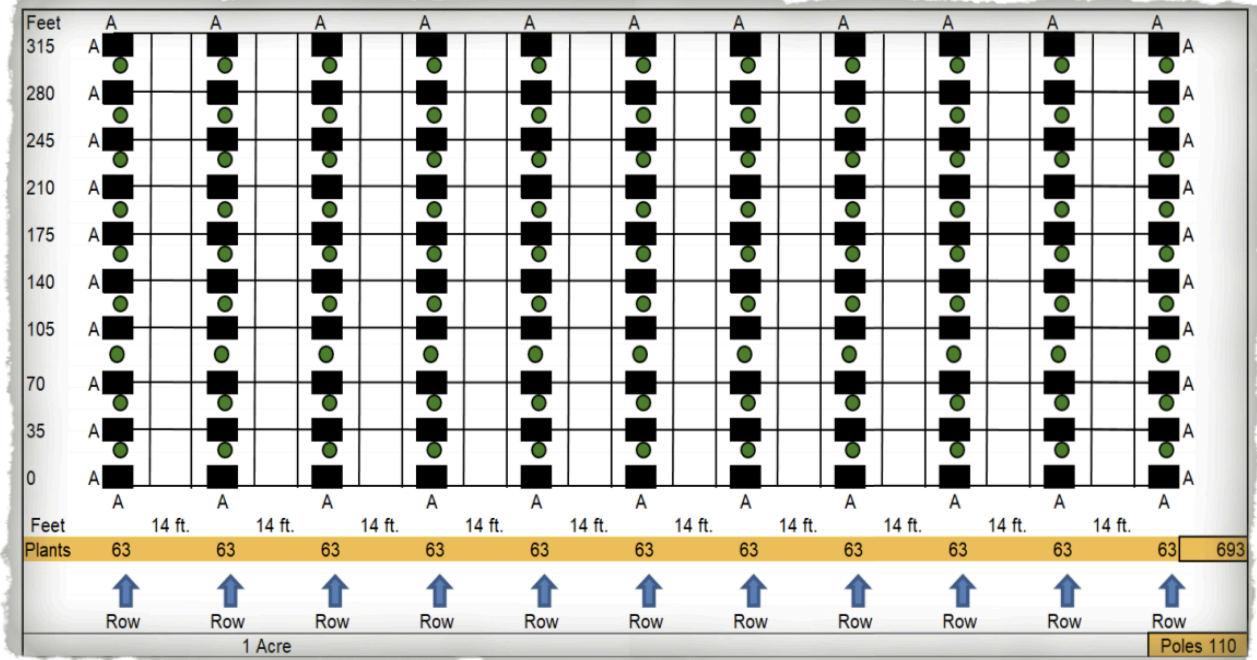 Feet A A A A A A A A A A A
315 A A
280 A A
245 A A
210 A A
175 A A
140 A A
105 A A
70 A A
35 A A
0 A A
A A A A A A A A A A A
Feet 14 ft. 14 ft. 14 ft. 14 ft. 14 ft. 14 ft. 14 ft. 14 ft. 14 ft. 14 ft.
Plants 63 63 63 63 63 63 63 63 63 63 63 693
Row Row Row Row Row Row Row Row Row Row Row
1 Acre Poles 110